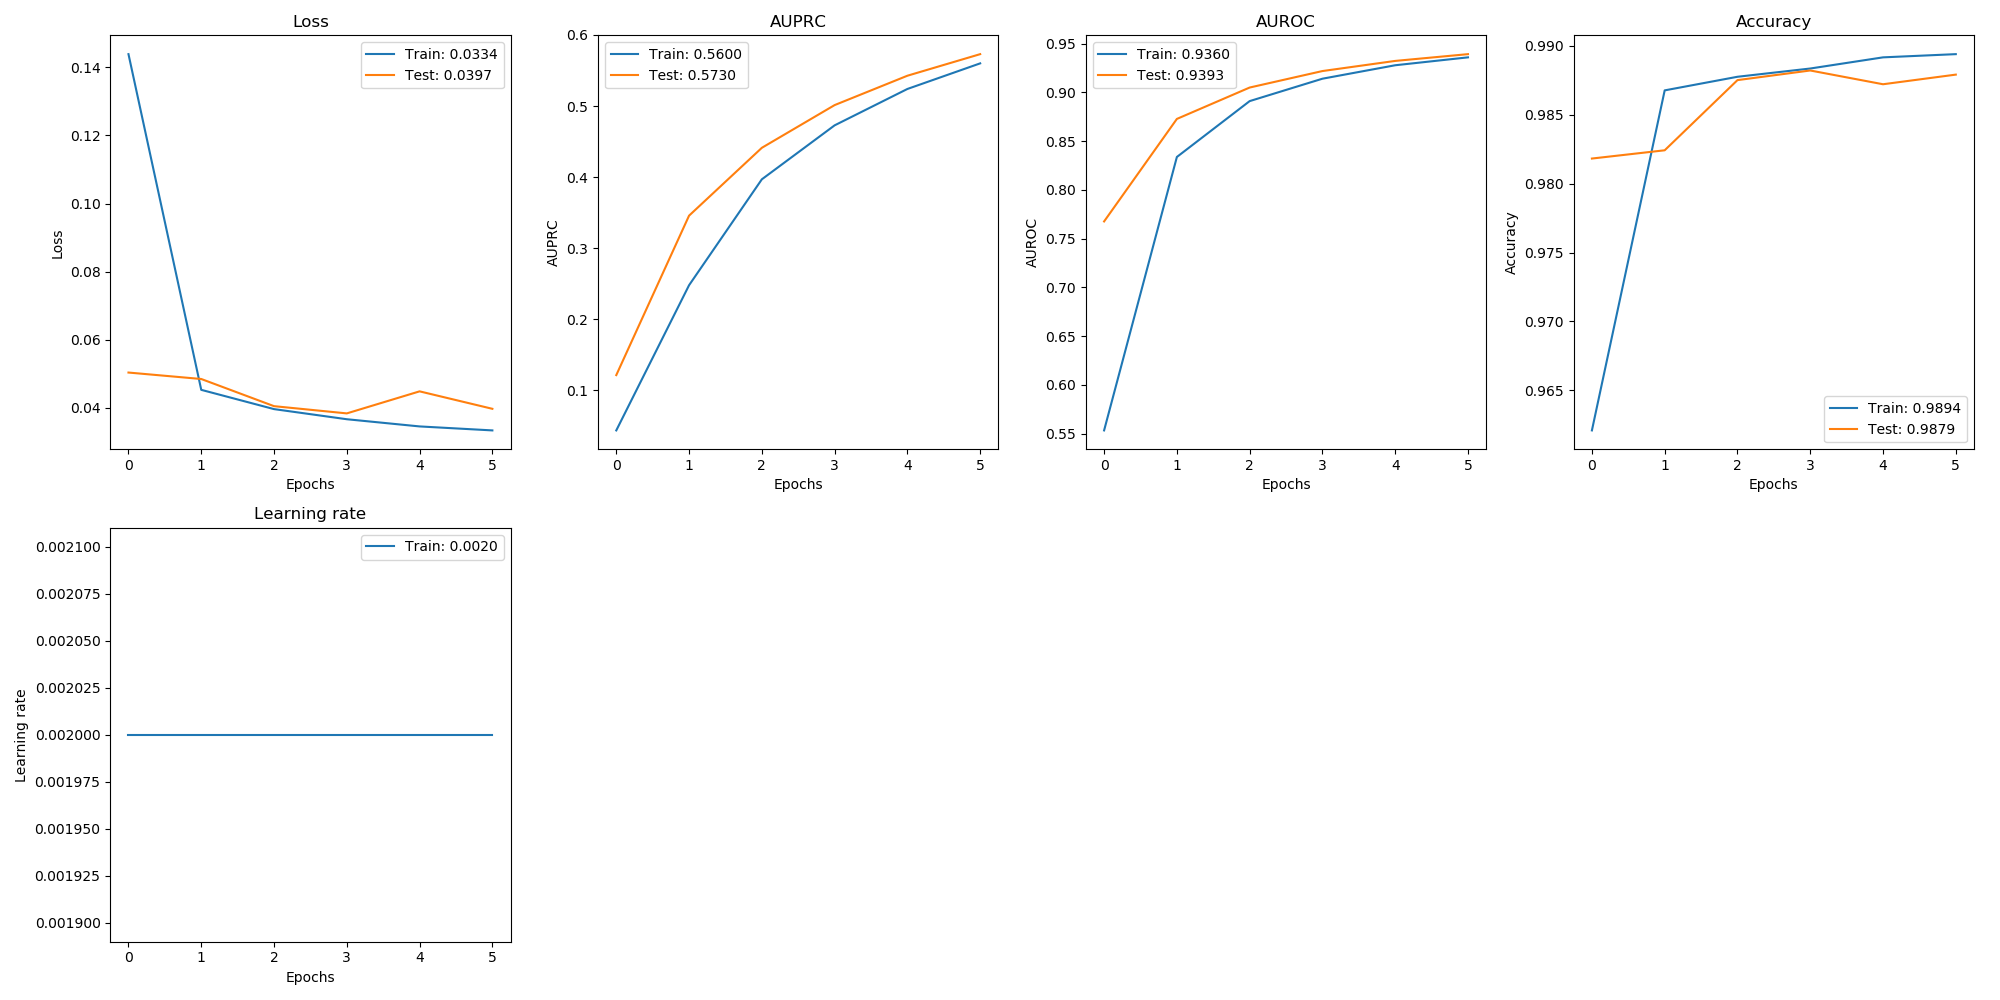 Loss
Train: 0.0334
Test: 0.0397
0.14
0.12
0.10
0.08
0.06
0.04
Loss
0 1 2 3 4 5
Epochs
AUPRC
Train: 0.5600
Test: 0.5730
0.6
0.5
0.4
0.3
0.2
0.1
AUPRC
0 1 2 3 4 5
Epochs
AUROC
Train: 0.9360
Test: 0.9393
0.95
0.90
0.85
0.80
0.75
0.70
0.65
0.60
0.55
AUROC
0 1 2 3 4 5
Epochs
Accuracy
0.990
0.985
0.980
0.975
0.970
0.965
Accuracy
Train: 0.9894
Test: 0.9879
0 1 2 3 4 5
Epochs
Learning rate
Train: 0.0020
0.002100
0.002075
0.002050
0.002025
0.002000
0.001975
0.001950
0.001925
0.001900
Learning rate
0 1 2 3 4 5
Epochs